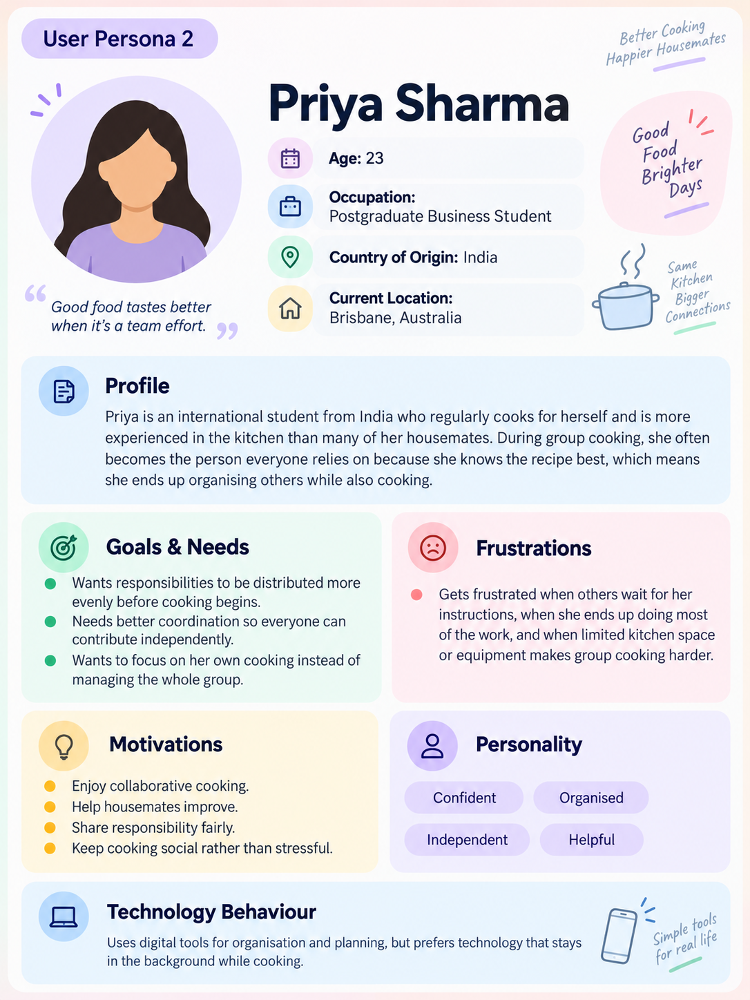 User Persona 2
Better Cooking
Happier Housemates
Priya Sharma
Age: 23
Occupation:
Postgraduate Business Student
Country of Origin: India
Current Location:
Brisbane, Australia
Good
Food
Brighter
Days
Same
Kitchen
Bigger
Connections
“ Good food tastes better
when it’s a team effort. ”
Profile
Priya is an international student from India who regularly cooks for herself and is more
experienced in the kitchen than many of her housemates. During group cooking, she often
becomes the person everyone relies on because she knows the recipe best, which means
she ends up organising others while also cooking.
Goals & Needs
Wants responsibilities to be distributed more
evenly before cooking begins.
Needs better coordination so everyone can
contribute independently.
Wants to focus on her own cooking instead of
managing the whole group.
Frustrations
Gets frustrated when others wait for her
instructions, when she ends up doing most
of the work, and when limited kitchen space
or equipment makes group cooking harder.
Motivations
Enjoy collaborative cooking.
Help housemates improve.
Share responsibility fairly.
Keep cooking social rather than stressful.
Personality
Confident
Organised
Independent
Helpful
Technology Behaviour
Uses digital tools for organisation and planning, but prefers technology that stays
in the background while cooking.
Simple tools
for real life